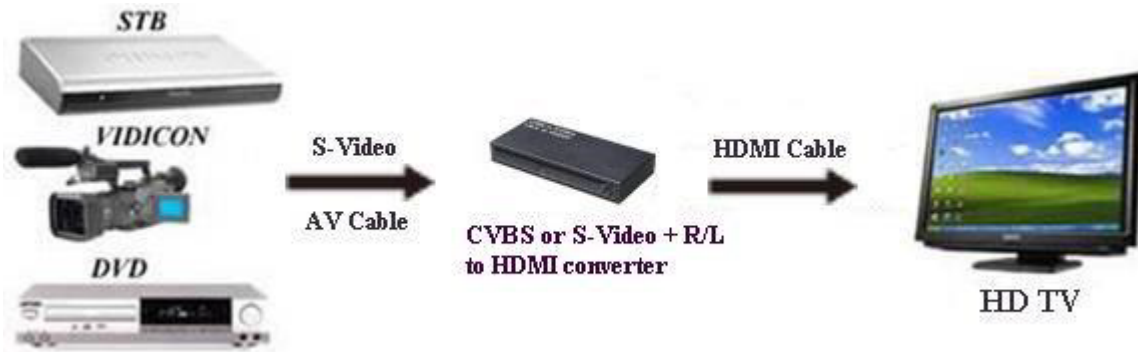 STB
VIDICON
DVD
S-Video
AV Cable
CVBS or S-Video + R/L
to HDMI converter
HDMI Cable
HD TV